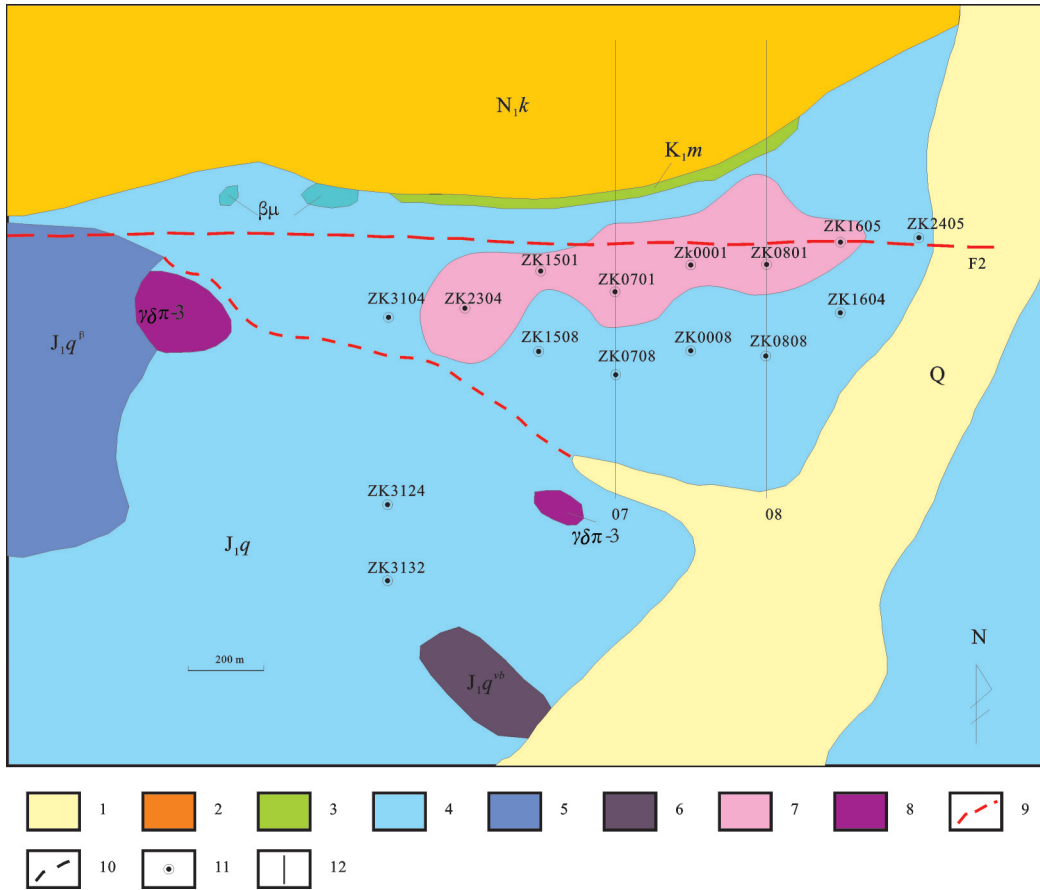 N₁k
K₁m
βμ
ZK1605
ZK2405
F2
ZK1501
Zk0001
ZK0801
ZK0701
γδπ-3
ZK3104
ZK2304
ZK1604
J₁qᵝ
ZK1508
ZK0008
ZK0808
ZK0708
Q
ZK3124
07
08
γδπ-3
J₁q
ZK3132
N
200 m
J₁qᵛᵇ
1 2 3 4 5 6 7 8 9
10 11 12